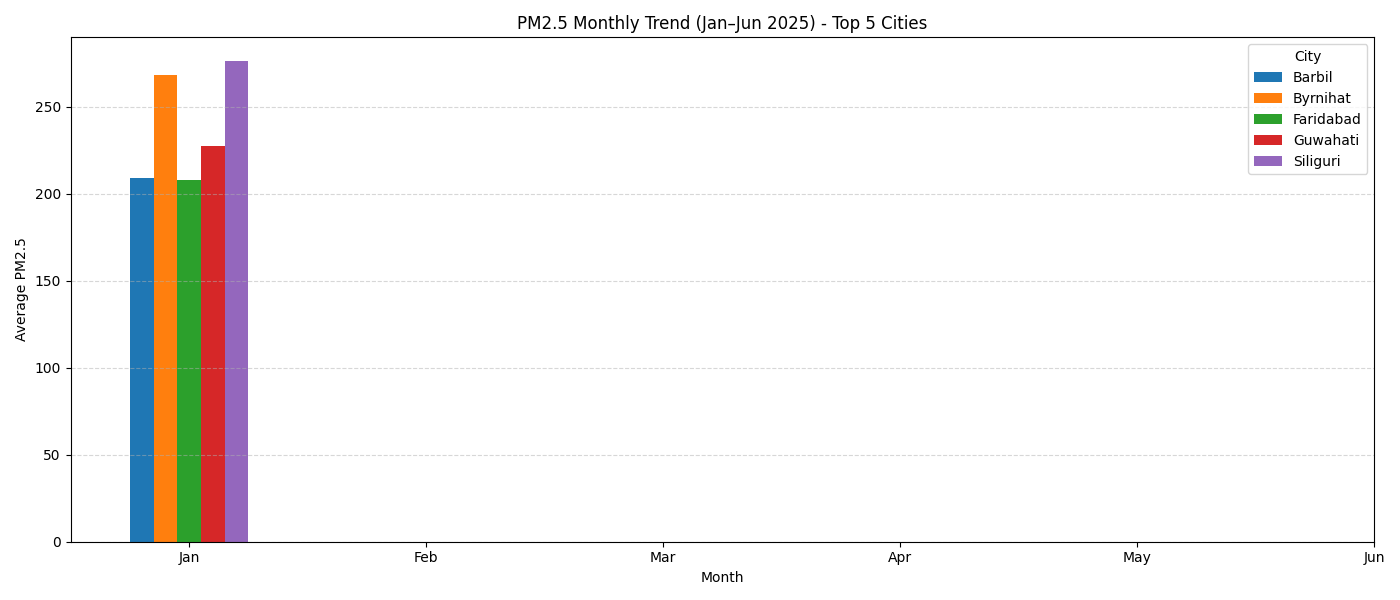 PM2.5 Monthly Trend (Jan–Jun 2025) - Top 5 Cities
City
Barbil
Byrnihat
Faridabad
Guwahati
Siliguri
Average PM2.5
250
200
150
100
50
0
Jan Feb Mar Apr May Jun
Month